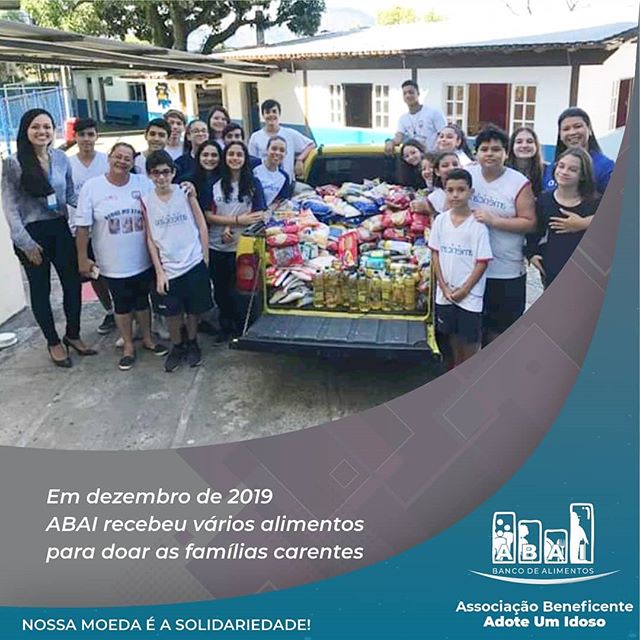 Em dezembro de 2019
ABAI recebeu vários alimentos
para doar as famílias carentes
ABAI
BANCO DE ALIMENTOS
Associação Beneficente
Adote Um Idoso
NOSSA MOEDA É A SOLIDARIEDADE!